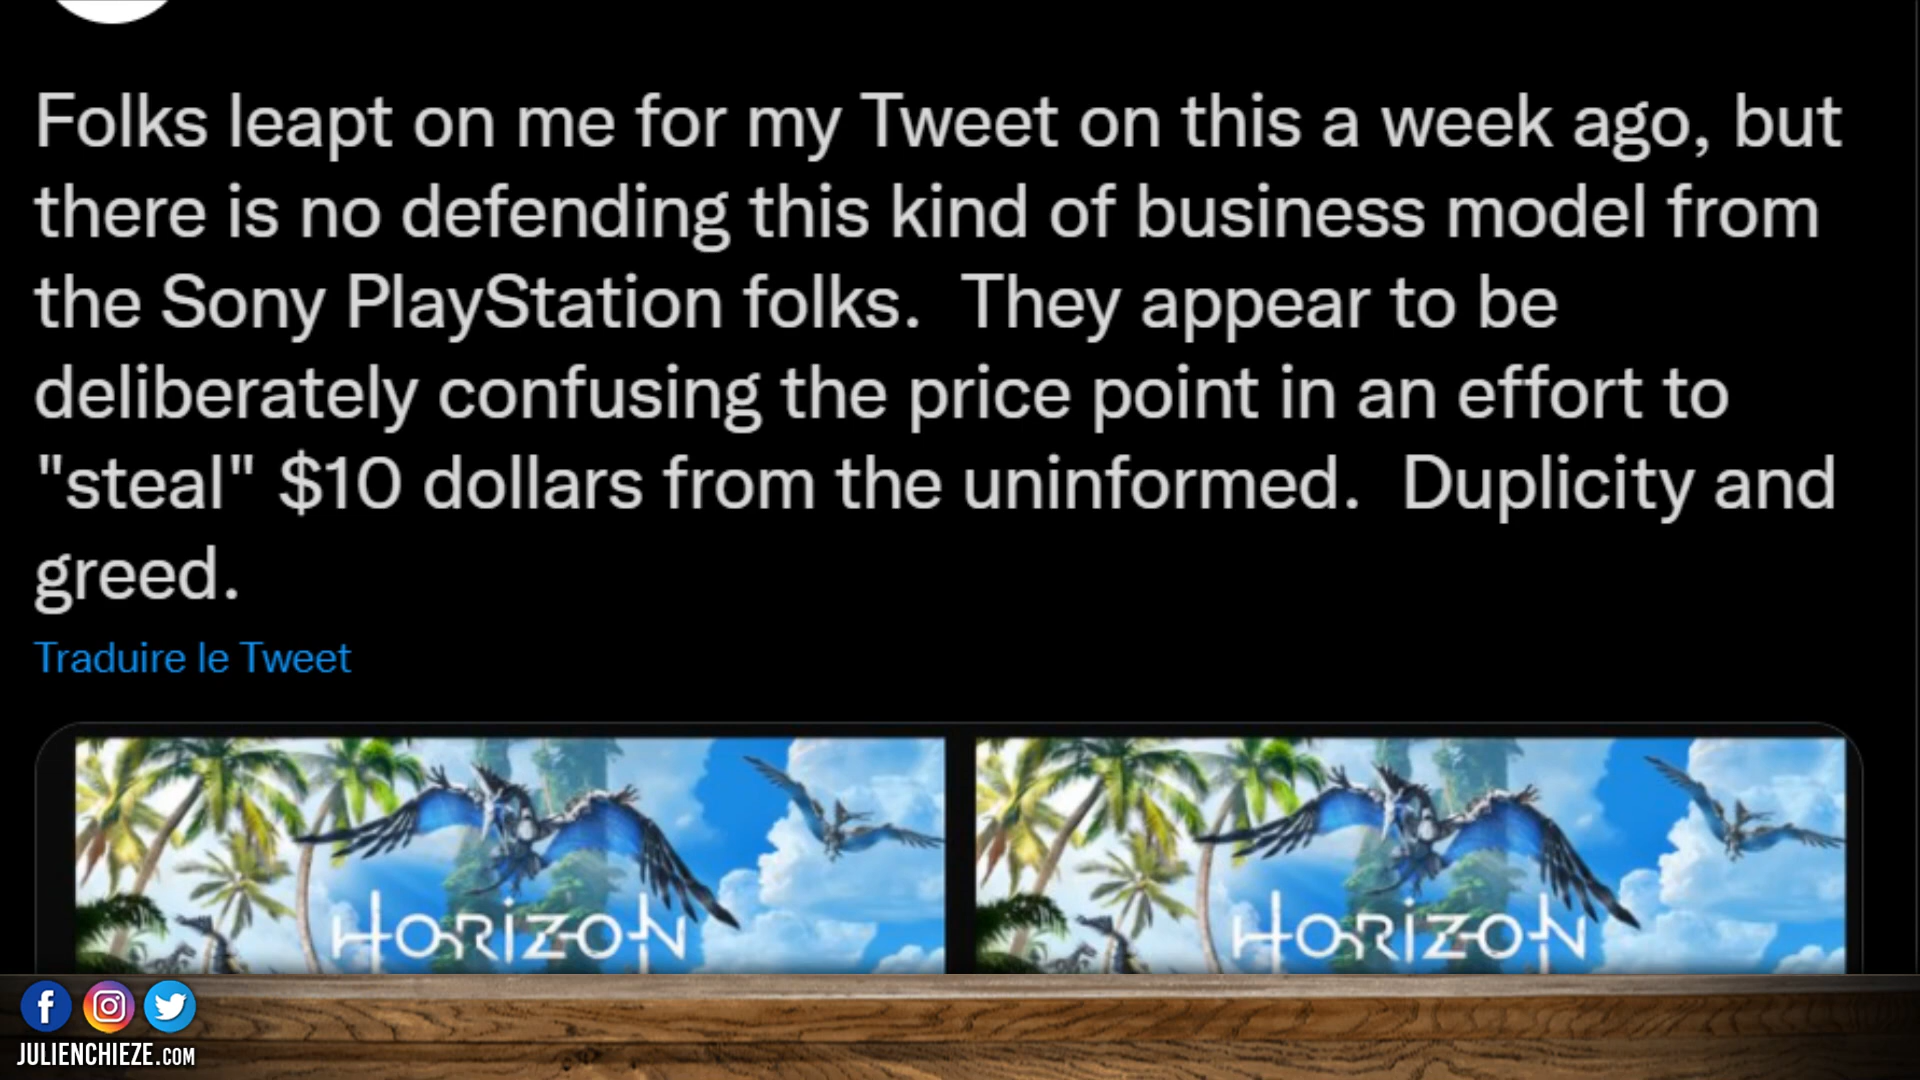 Folks leapt on me for my Tweet on this a week ago, but
there is no defending this kind of business model from
the Sony PlayStation folks.  They appear to be
deliberately confusing the price point in an effort to
"steal" $10 dollars from the uninformed.  Duplicity and
greed.
Traduire le Tweet
HORIZON
HORIZON
JULIENCHIEZE.COM